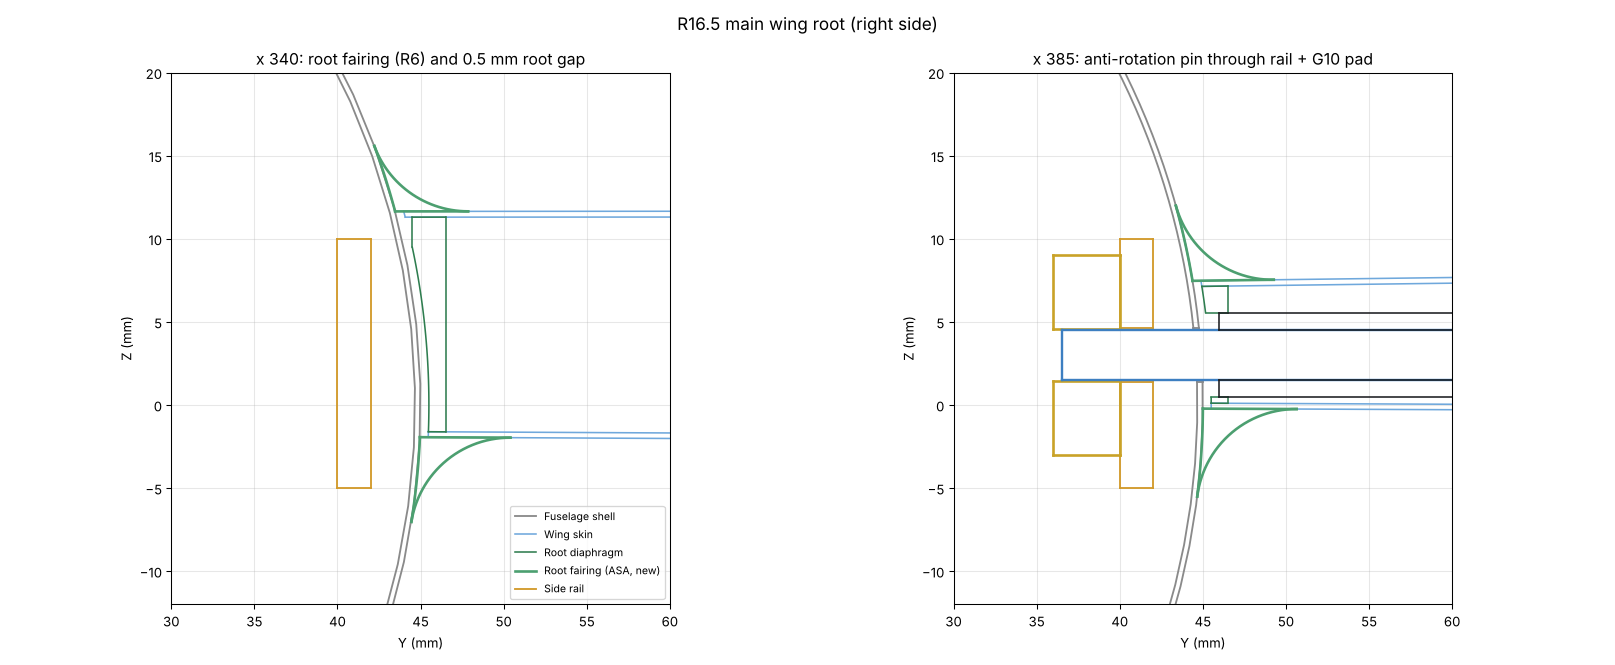 R16.5 main wing root (right side)
x 340: root fairing (R6) and 0.5 mm root gap
20
15
10
5
0
−5
−10
Z (mm)
30
35
40
45
50
55
60
Y (mm)
Fuselage shell
Wing skin
Root diaphragm
Root fairing (ASA, new)
Side rail
x 385: anti-rotation pin through rail + G10 pad
20
15
10
5
0
−5
−10
Z (mm)
30
35
40
45
50
55
60
Y (mm)